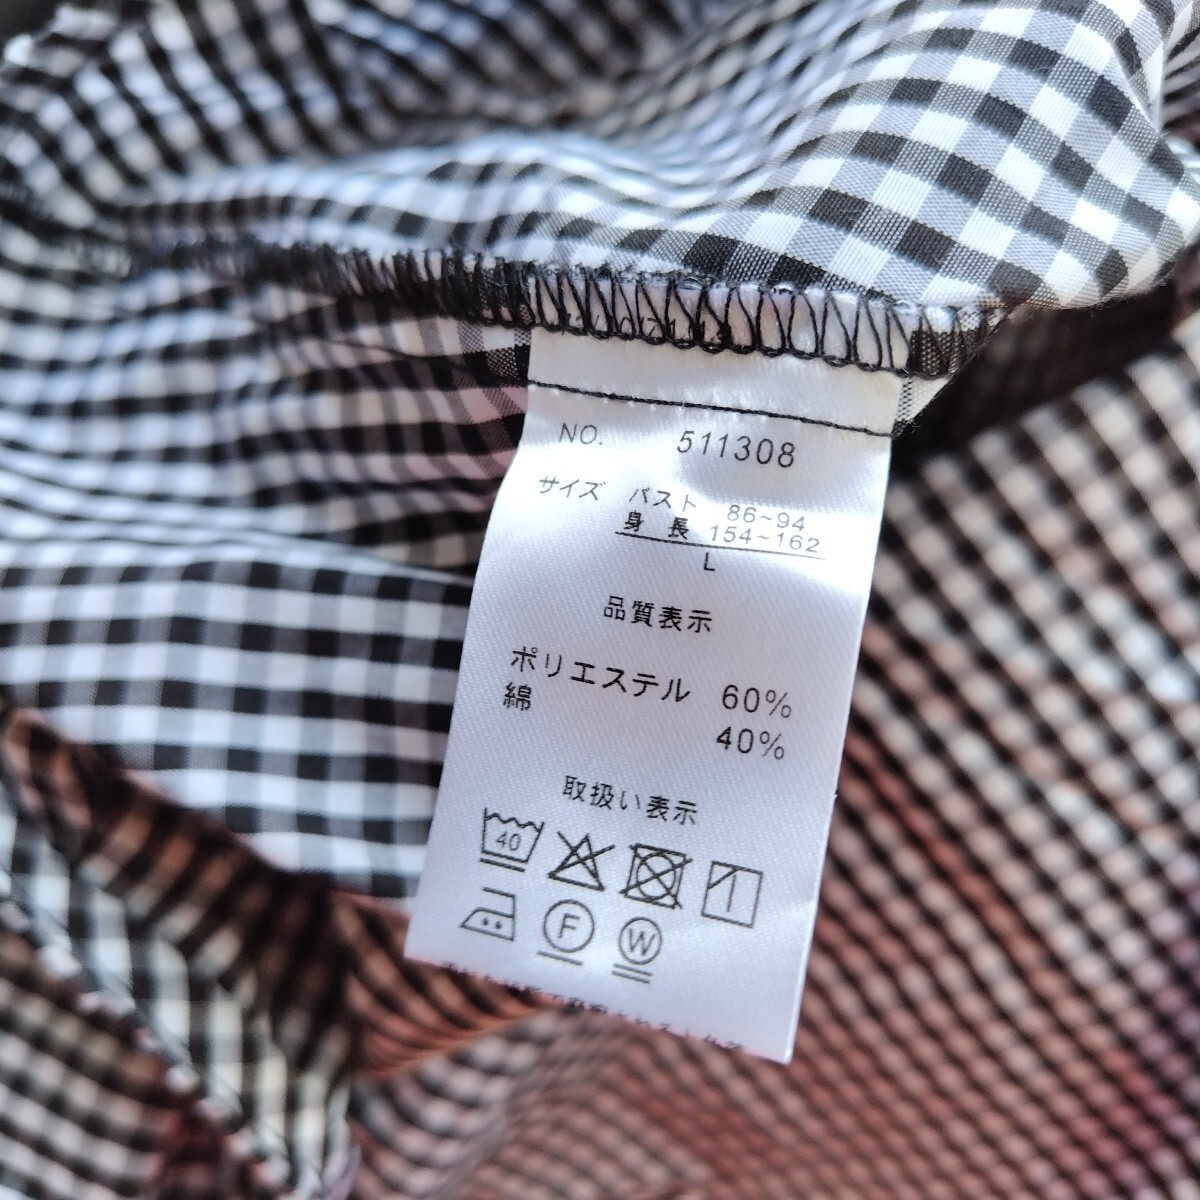 NO. 511308
サイズ バスト 86~94
身長 154~162
L
品質表示
ポリエステル 60%
綿 40%
取扱い表示
40
F W